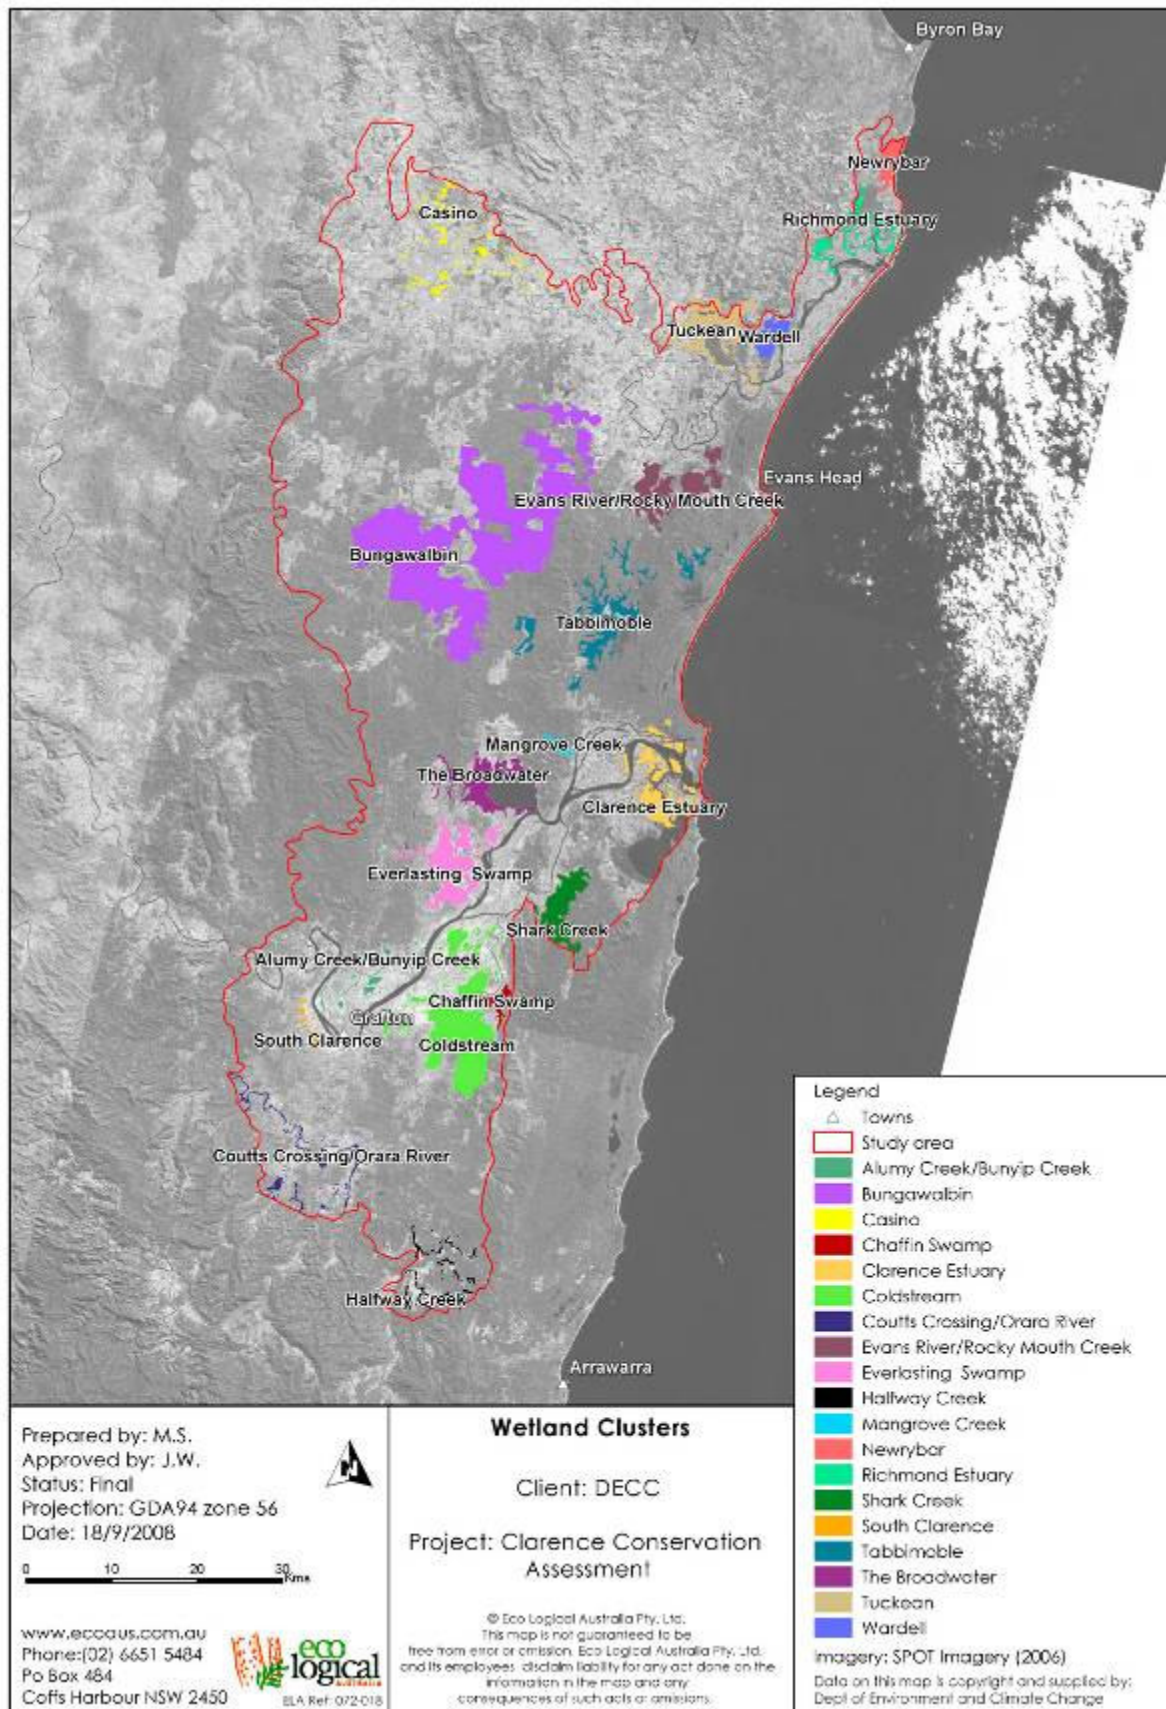 Byron Bay
Newrybar
Casino
Richmond Estuary
Tuckean
Wardell
Evans Head
Evans River/Rocky Mouth Creek
Bungawalbin
Tabbimoble
Mangrove Creek
The Broadwater
Clarence Estuary
Everlasting Swamp
Shark Creek
Alumy Creek/Bunyip Creek
Chaffin Swamp
Grafton
South Clarence
Coldstream
Coutts Crossing/Orara River
Halfway Creek
Arrawarra
Legend
Towns
Study area
Alumy Creek/Bunyip Creek
Bungawalbin
Casino
Chaffin Swamp
Clarence Estuary
Coldstream
Coutts Crossing/Orara River
Evans River/Rocky Mouth Creek
Everlasting Swamp
Halfway Creek
Mangrove Creek
Newrybar
Richmond Estuary
Shark Creek
South Clarence
Tabbimoble
The Broadwater
Tuckean
Wardell
Imagery: SPOT Imagery (2006)
Data on this map is copyright and supplied by:
Dept of Environment and Climate Change
Prepared by: M.S.
Approved by: J.W.
Status: Final
Projection: GDA94 zone 56
Date: 18/9/2008
N
0 10 20 30 Kms
www.ecoaus.com.au
Phone:(02) 6651 5484
Po Box 484
Coffs Harbour NSW 2450
eco
logical
AUSTRALIA
ELA Ref: 072-018
Wetland Clusters
Client: DECC
Project: Clarence Conservation
Assessment
© Eco Logical Australia Pty. Ltd.
This map is not guaranteed to be
free from error or omission. Eco Logical Australia Pty. Ltd.
and its employees disclaim liability for any act done on the
information in the map and any
consequences of such acts or omissions.